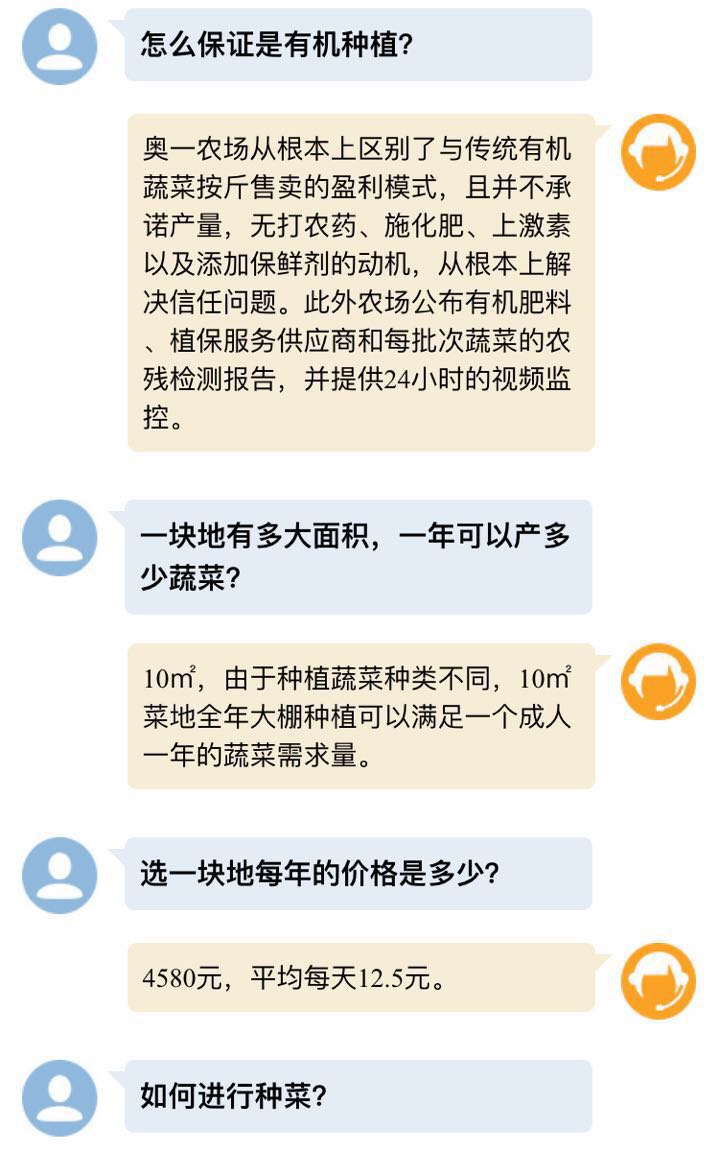 怎么保证是有机种植?
奥一农场从根本上区别了与传统有机
蔬菜按斤售卖的盈利模式，且并不承
诺产量，无打农药、施化肥、上激素
以及添加保鲜剂的动机，从根本上解
决信任问题。此外农场公布有机肥料
、植保服务供应商和每批次蔬菜的农
残检测报告，并提供24小时的视频监
控。
一块地有多大面积，一年可以产多
少蔬菜?
10㎡，由于种植蔬菜种类不同，10㎡
菜地全年大棚种植可以满足一个成人
一年的蔬菜需求量。
选一块地每年的价格是多少?
4580元，平均每天12.5元。
如何进行种菜?